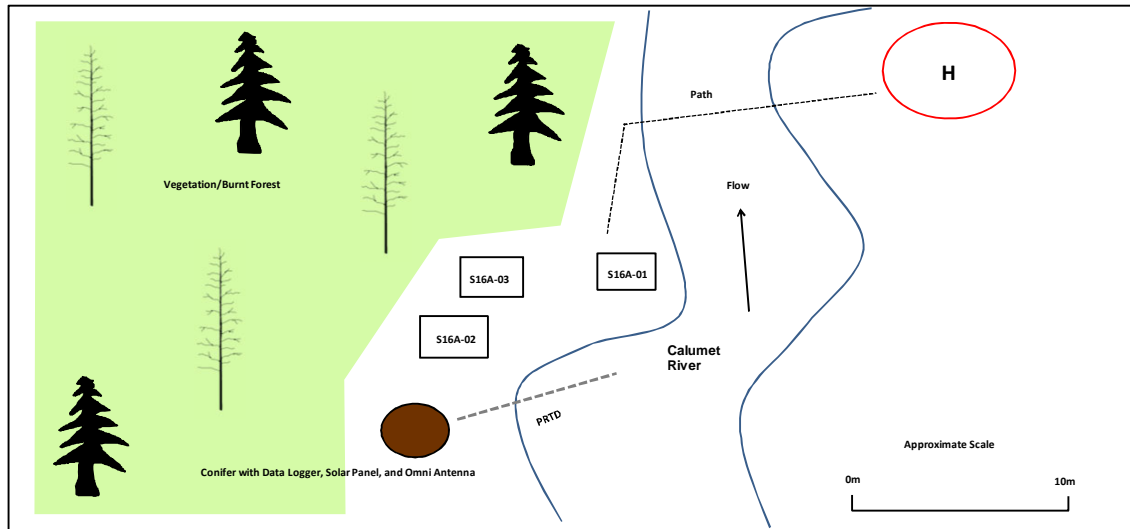 H
Path
Vegetation/Burnt Forest
Flow
S16A-03
S16A-01
S16A-02
Calumet
River
PRTD
Approximate Scale
Conifer with Data Logger, Solar Panel, and Omni Antenna
0m
10m